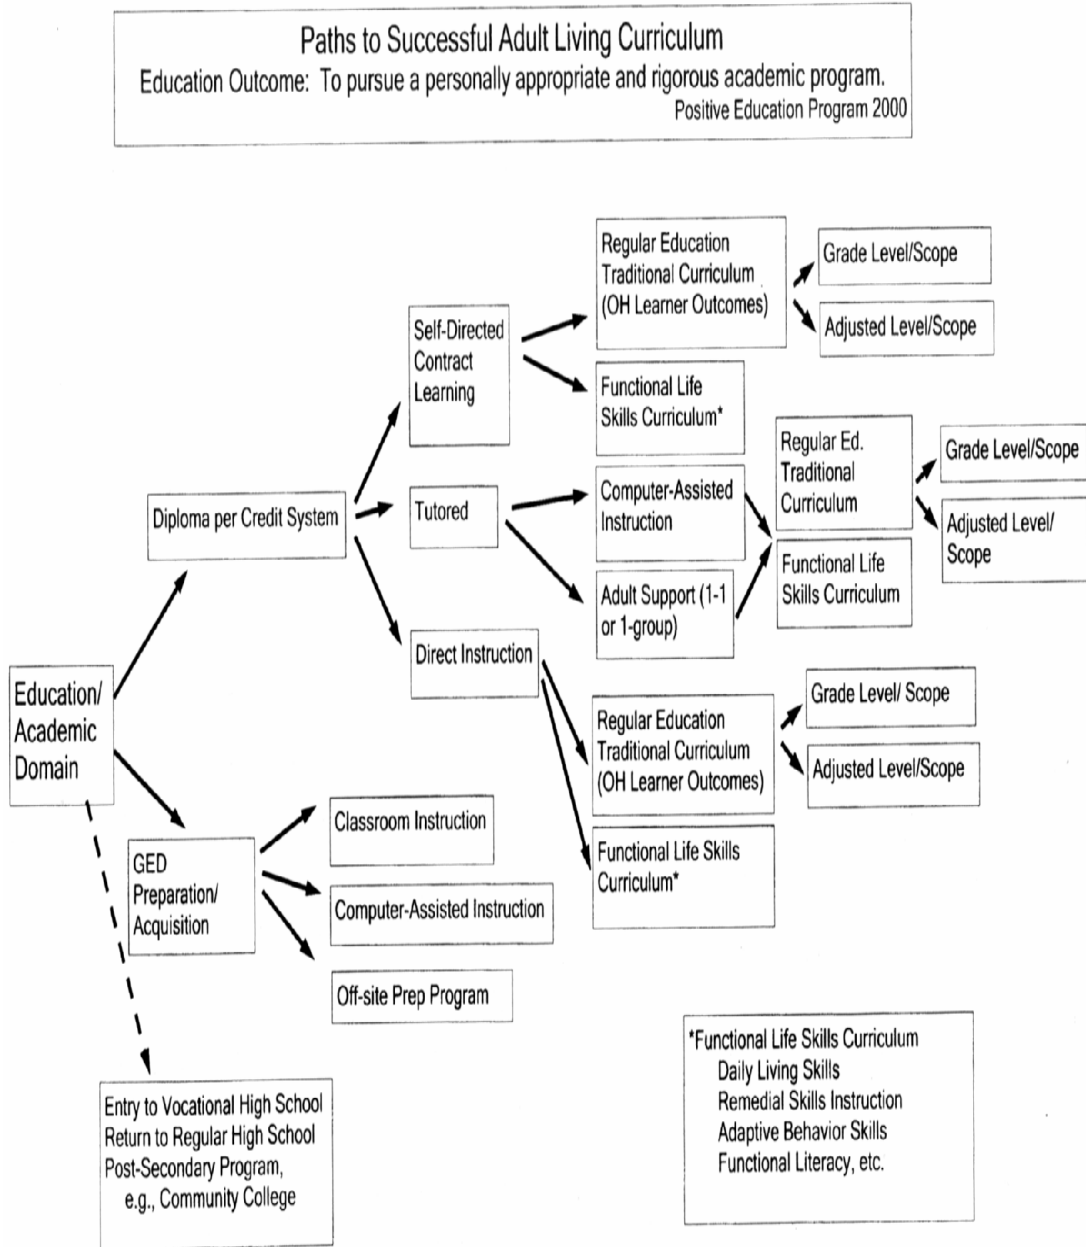 Paths to Successful Adult Living Curriculum
Education Outcome: To pursue a personally appropriate and rigorous academic program.
Positive Education Program 2000
Regular Education
Traditional Curriculum
(OH Learner Outcomes)
Grade Level/Scope
Adjusted Level/Scope
Self-Directed
Contract
Learning
Functional Life
Skills Curriculum*
Regular Ed.
Traditional
Curriculum
Grade Level/Scope
Adjusted Level/
Scope
Diploma per Credit System
Tutored
Computer-Assisted
Instruction
Functional Life
Skills Curriculum
Adult Support (1-1
or 1-group)
Direct Instruction
Education/
Academic
Domain
Regular Education
Traditional Curriculum
(OH Learner Outcomes)
Grade Level/ Scope
Adjusted Level/Scope
Functional Life Skills
Curriculum*
GED
Preparation/
Acquisition
Classroom Instruction
Computer-Assisted Instruction
Off-site Prep Program
Entry to Vocational High School
Return to Regular High School
Post-Secondary Program,
e.g., Community College
*Functional Life Skills Curriculum
Daily Living Skills
Remedial Skills Instruction
Adaptive Behavior Skills
Functional Literacy, etc.